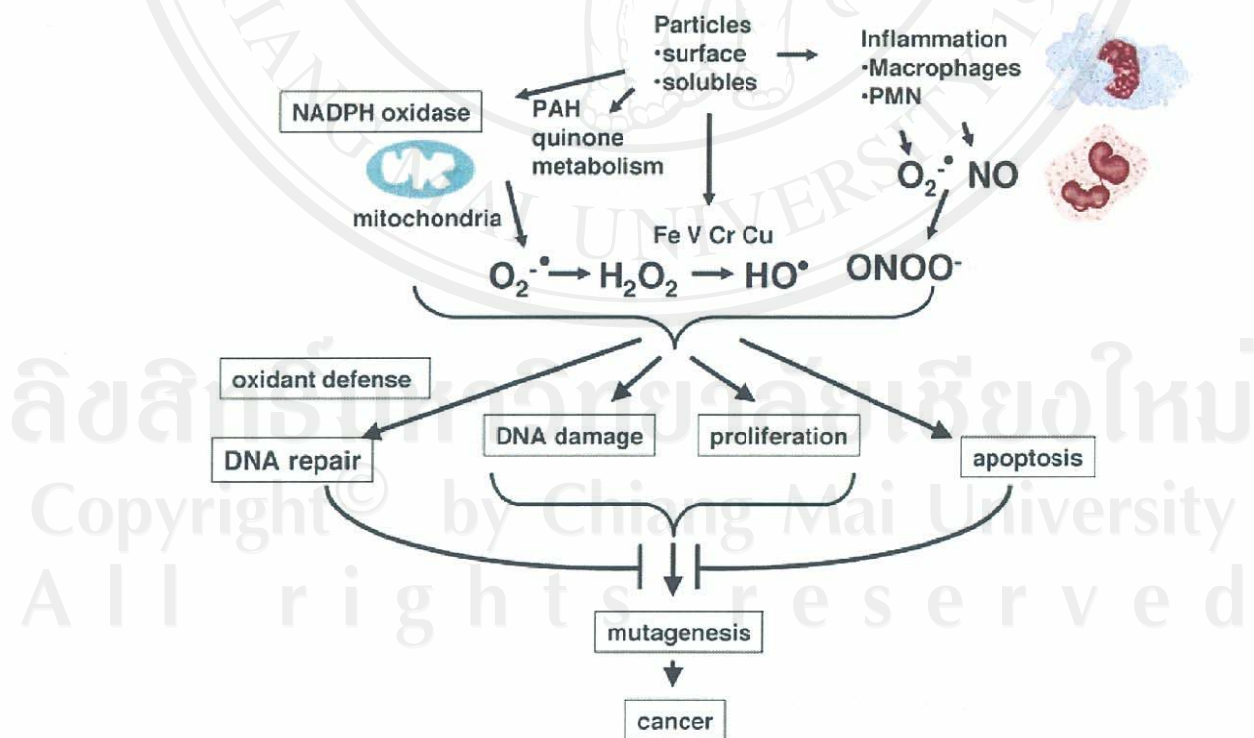 Particles
•surface
•solubles
Inflammation
•Macrophages
•PMN
NADPH oxidase
PAH
quinone
metabolism
mitochondria
O₂⁻• NO
Fe V Cr Cu
O₂⁻• → H₂O₂ → HO• ONOO⁻
oxidant defense
DNA repair
DNA damage
proliferation
apoptosis
mutagenesis
cancer
ลิขสิทธิ์มหาวิทยาลัยเชียงใหม่
Copyright© by Chiang Mai University
All rights reserved